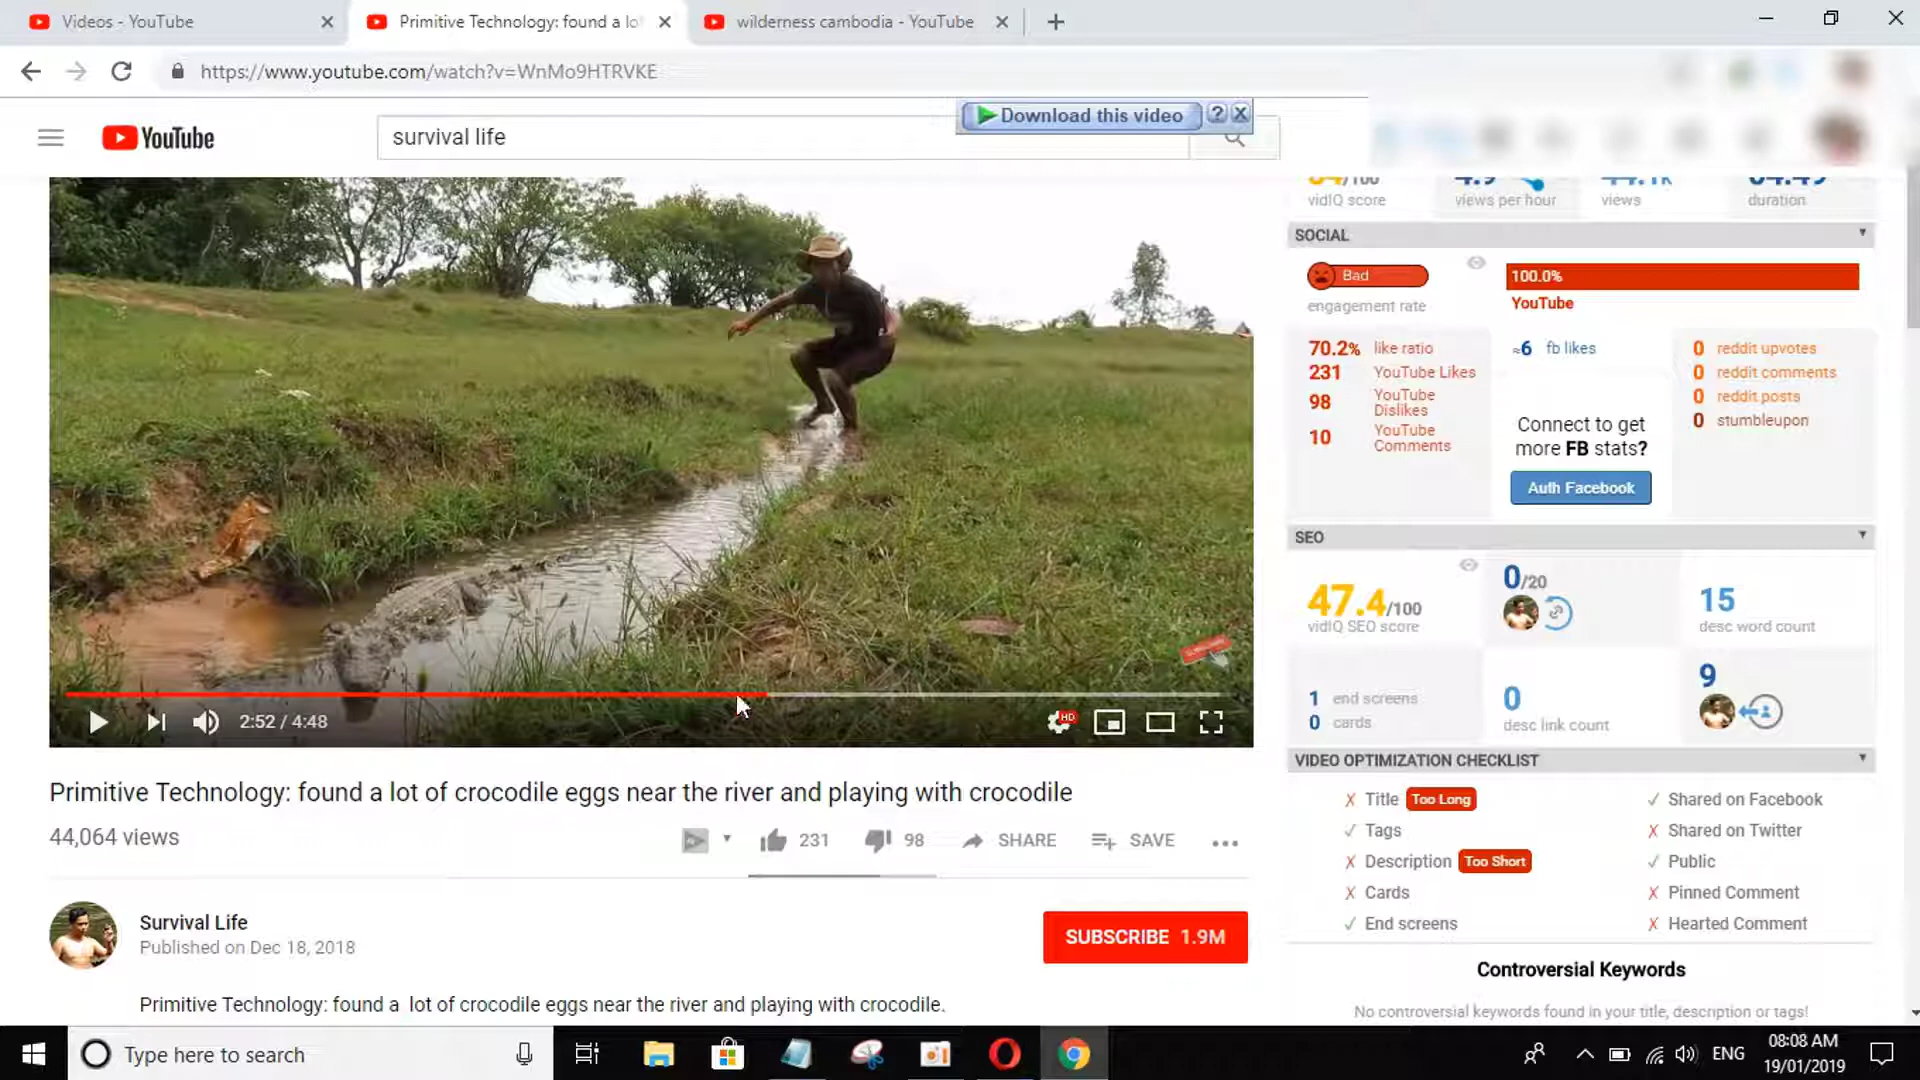 Videos - YouTube
Primitive Technology: found a lo
wilderness cambodia - YouTube
https://www.youtube.com/watch?v=WnMo9HTRVKE
Download this video
?
X
YouTube
survival life
/100
vidIQ score
4.9
views per hour
44.1k
views
04:49
duration
SOCIAL
Bad
engagement rate
100.0%
YouTube
70.2% like ratio
231 YouTube Likes
98 YouTube Dislikes
10 YouTube Comments
≈6 fb likes
Connect to get
more FB stats?
Auth Facebook
0 reddit upvotes
0 reddit comments
0 reddit posts
0 stumbleupon
SEO
47.4/100
vidIQ SEO score
0/20
15
desc word count
1 end screens
0 cards
0
desc link count
9
2:52 / 4:48
HD
VIDEO OPTIMIZATION CHECKLIST
X Title Too Long
✓ Tags
X Description Too Short
X Cards
✓ End screens
✓ Shared on Facebook
X Shared on Twitter
✓ Public
X Pinned Comment
X Hearted Comment
Controversial Keywords
No controversial keywords found in your title, description or tags!
Primitive Technology: found a lot of crocodile eggs near the river and playing with crocodile
44,064 views
231
98
SHARE
SAVE
Survival Life
Published on Dec 18, 2018
SUBSCRIBE 1.9M
Primitive Technology: found a lot of crocodile eggs near the river and playing with crocodile.
Type here to search
ENG
08:08 AM
19/01/2019